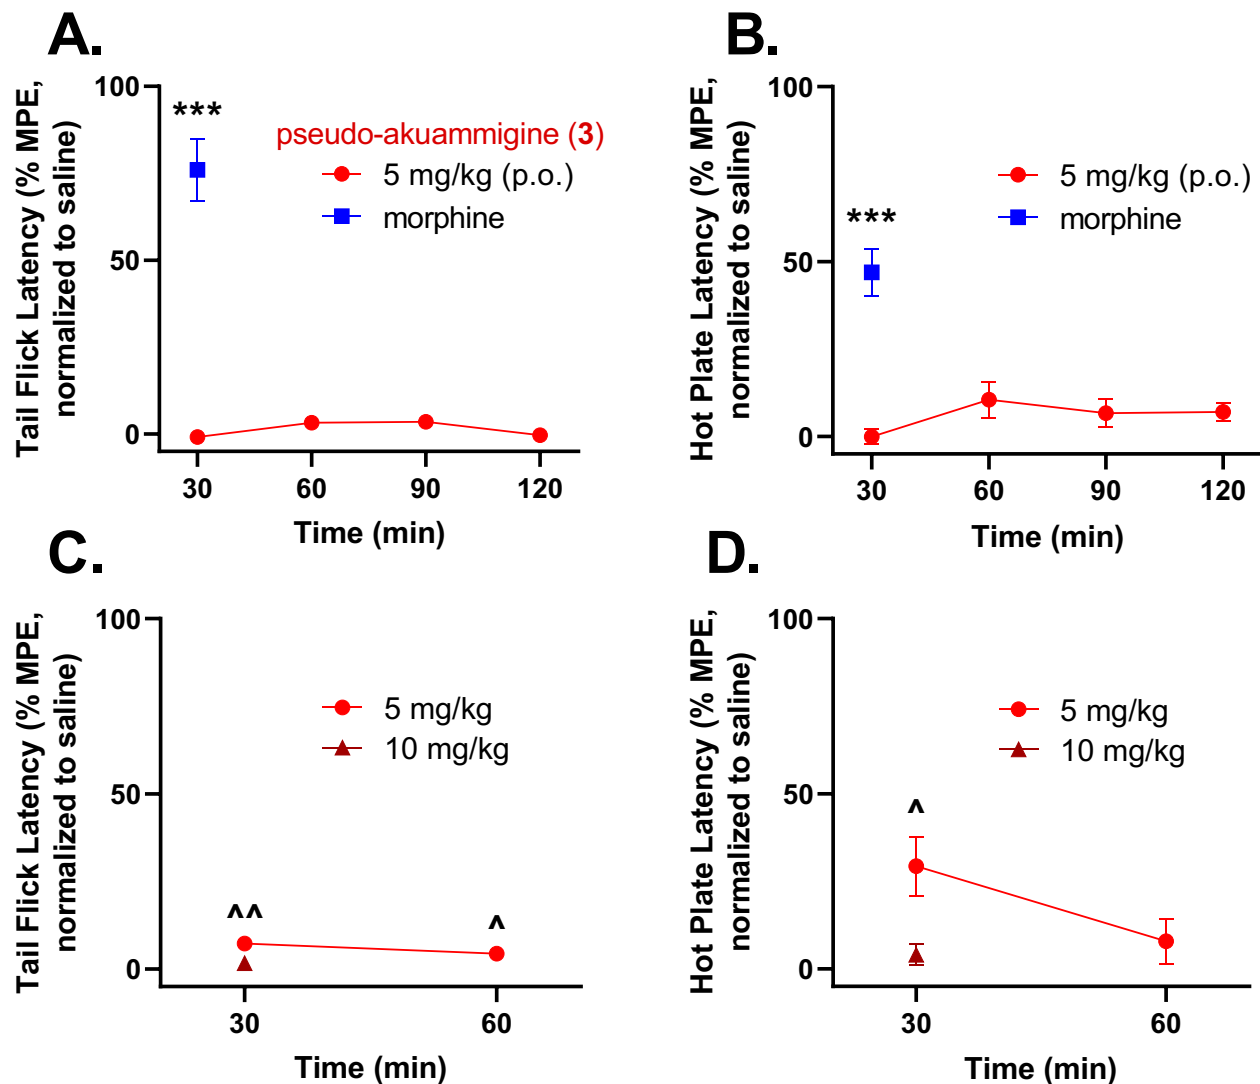 A.
Tail Flick Latency (% MPE,
normalized to saline)
100
50
0
***
pseudo-akuammigine (3)
5 mg/kg (p.o.)
morphine
30 60 90 120
Time (min)
B.
Hot Plate Latency (% MPE,
normalized to saline)
100
50
0
***
5 mg/kg (p.o.)
morphine
30 60 90 120
Time (min)
C.
Tail Flick Latency (% MPE,
normalized to saline)
100
50
0
5 mg/kg
10 mg/kg
^^
^
30 60
Time (min)
D.
Hot Plate Latency (% MPE,
normalized to saline)
100
50
0
5 mg/kg
10 mg/kg
^
30 60
Time (min)